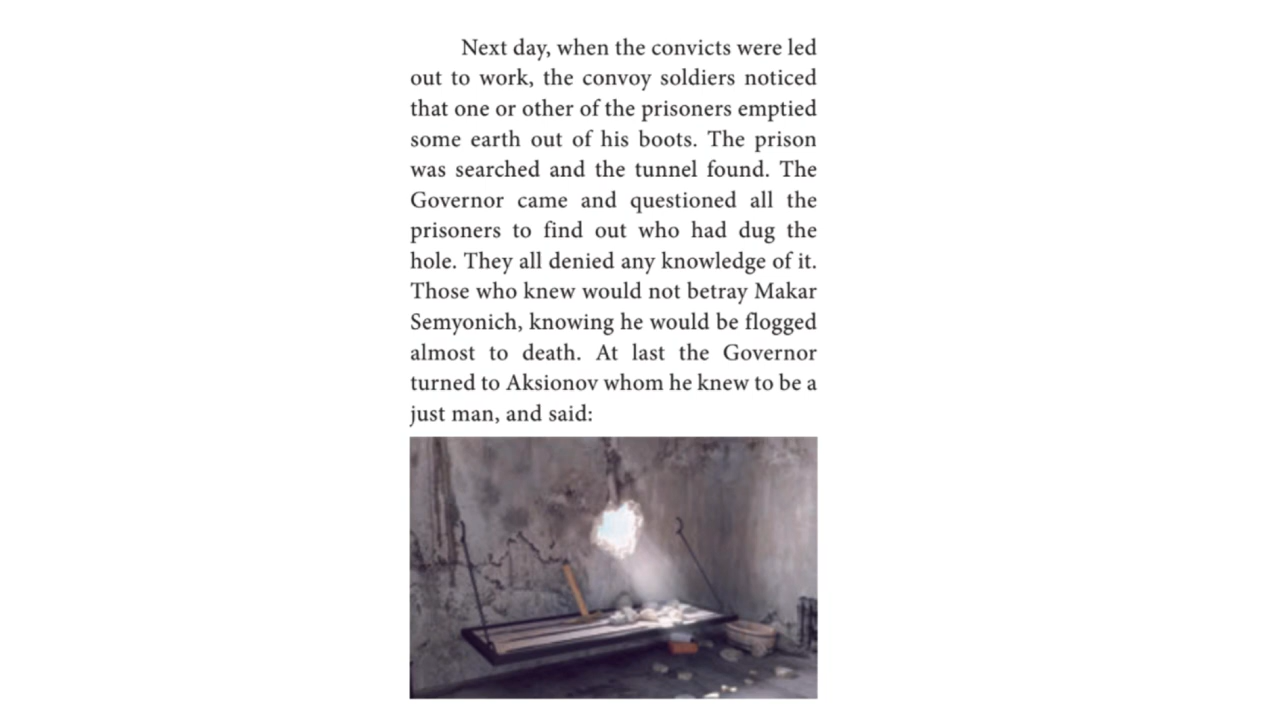 Next day, when the convicts were led
out to work, the convoy soldiers noticed
that one or other of the prisoners emptied
some earth out of his boots. The prison
was searched and the tunnel found. The
Governor came and questioned all the
prisoners to find out who had dug the
hole. They all denied any knowledge of it.
Those who knew would not betray Makar
Semyonich, knowing he would be flogged
almost to death. At last the Governor
turned to Aksionov whom he knew to be a
just man, and said: